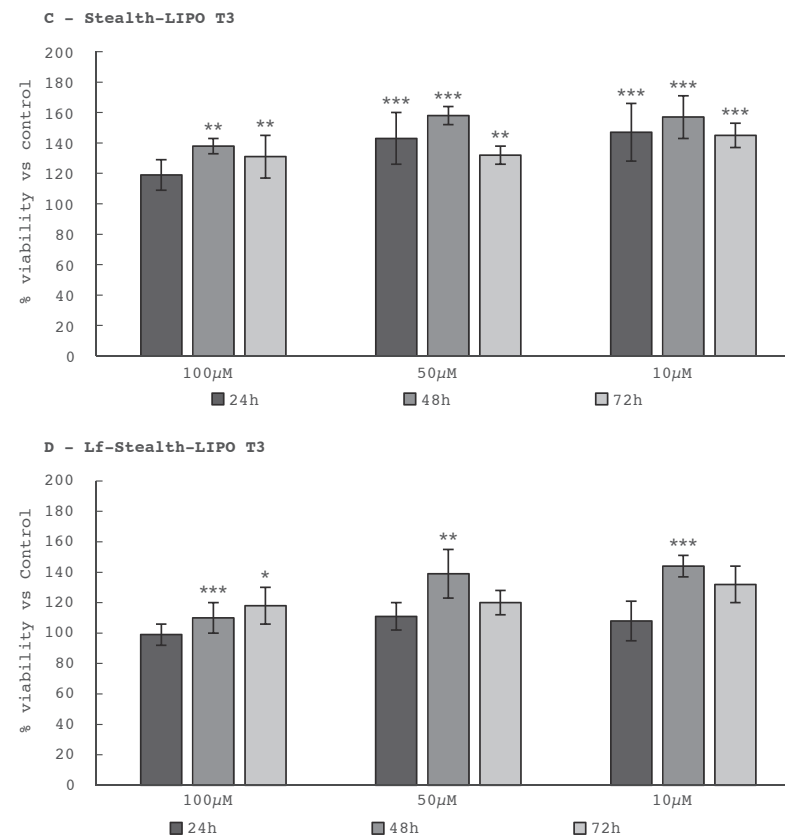 C – Stealth–LIPO T3
% viability vs control
200
180
160
140
120
100
80
60
40
20
0
** **
*** *** **
*** *** ***
100µM 50µM 10µM
24h 48h 72h
D – Lf–Stealth–LIPO T3
% viability vs Control
200
180
160
140
120
100
80
60
40
20
0
*** *
**
***
100µM 50µM 10µM
24h 48h 72h